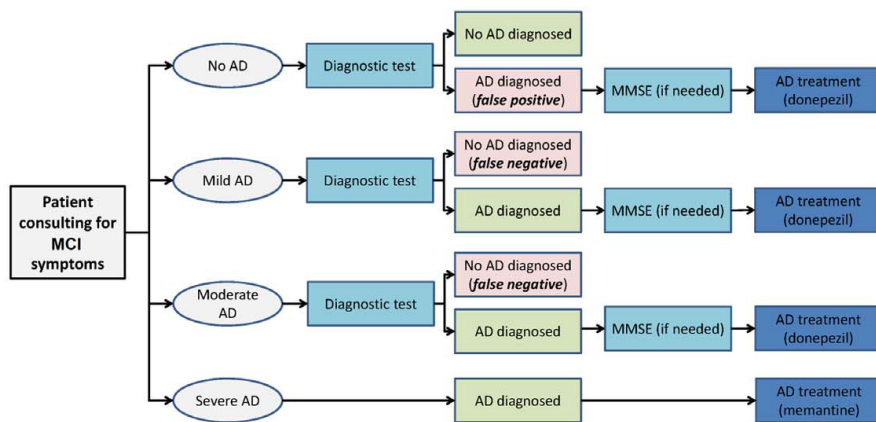 Patient
consulting for
MCI
symptoms
No AD
Diagnostic test
No AD diagnosed
AD diagnosed
(false positive)
MMSE (if needed)
AD treatment
(donepezil)
Mild AD
Diagnostic test
No AD diagnosed
(false negative)
AD diagnosed
MMSE (if needed)
AD treatment
(donepezil)
Moderate
AD
Diagnostic test
No AD diagnosed
(false negative)
AD diagnosed
MMSE (if needed)
AD treatment
(donepezil)
Severe AD
AD diagnosed
AD treatment
(memantine)